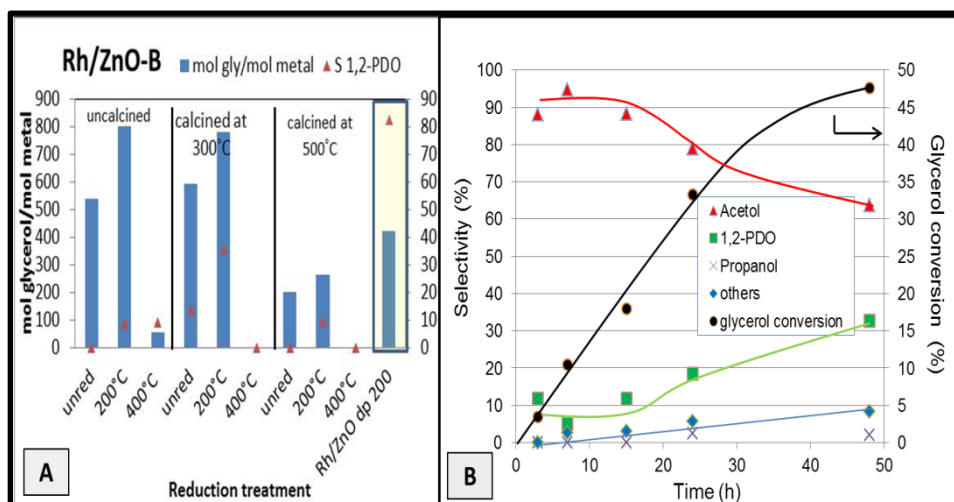 Rh/ZnO-B
mol gly/mol metal
S 1,2-PDO
900
800
700
600
500
400
300
200
100
0
mol glycerol/mol metal
uncalcined
calcined at
300°C
calcined at
500°C
90
80
70
60
50
40
30
20
10
0
unred
200°C
400°C
unred
200°C
400°C
unred
200°C
400°C
Rh/ZnO dp 200
Reduction treatment
A
100
90
80
70
60
50
40
30
20
10
0
Selectivity (%)
Acetol
1,2-PDO
Propanol
others
glycerol conversion
50
45
40
35
30
25
20
15
10
5
0
Glycerol conversion
(%)
0
10
20
30
40
50
Time (h)
B